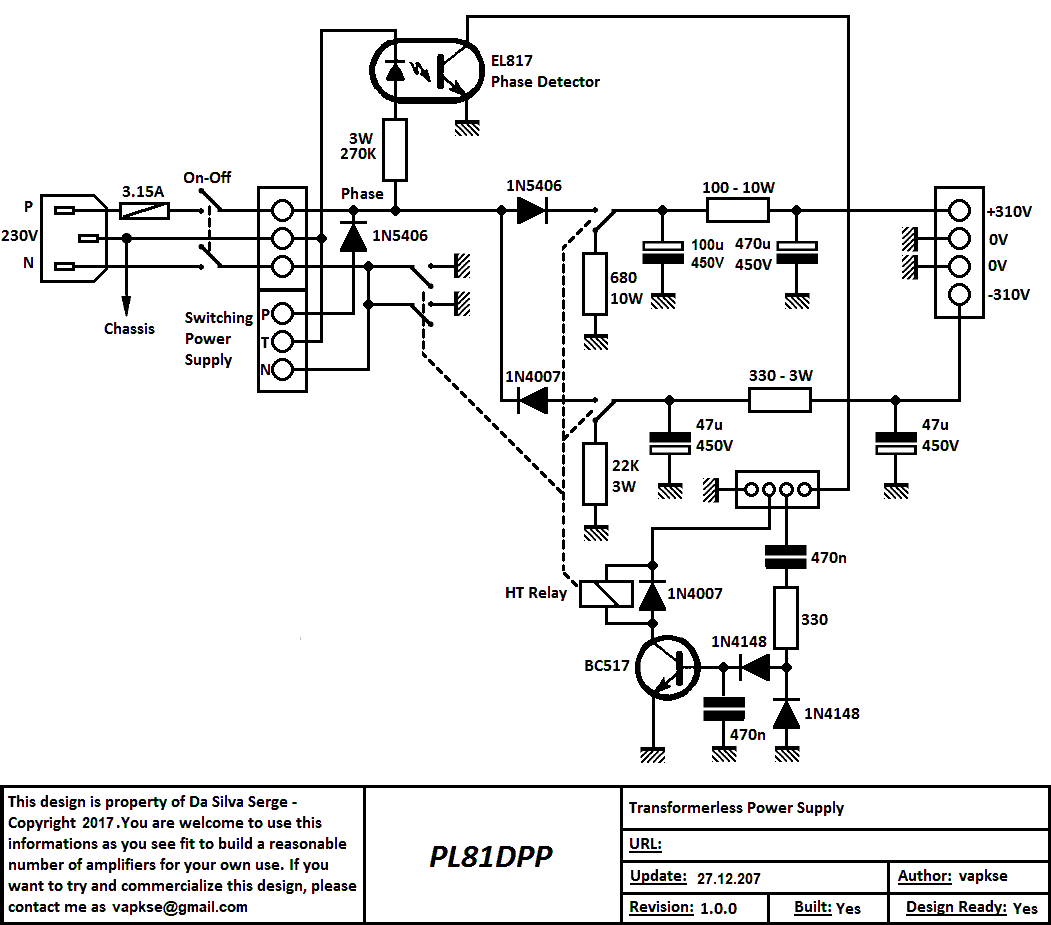 EL817
Phase Detector
3W
270K
On-Off
3.15A
Phase
1N5406
100 - 10W
P
230V
N
1N5406
+310V
0V
0V
-310V
100u
450V
470u
450V
680
10W
Chassis
Switching
Power
Supply
P
T
N
1N4007
330 - 3W
47u
450V
47u
450V
22K
3W
470n
HT Relay
1N4007
330
1N4148
BC517
1N4148
470n
This design is property of Da Silva Serge -
Copyright 2017.You are welcome to use this
informations as you see fit to build a reasonable
number of amplifiers for your own use. If you
want to try and commercialize this design, please
contact me as vapkse@gmail.com
PL81DPP
Transformerless Power Supply
URL:
Update: 27.12.207
Author: vapkse
Revision: 1.0.0
Built: Yes
Design Ready: Yes